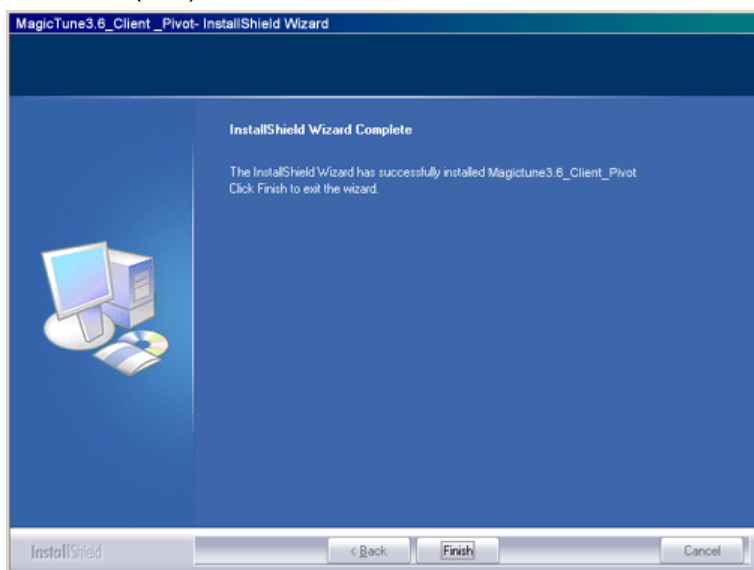 MagicTune3.6_Client _Pivot- InstallShield Wizard
InstallShield Wizard Complete
The InstallShield Wizard has successfully installed Magictune3.6_Client_Pivot
Click Finish to exit the wizard.
InstallShield
< Back
Finish
Cancel